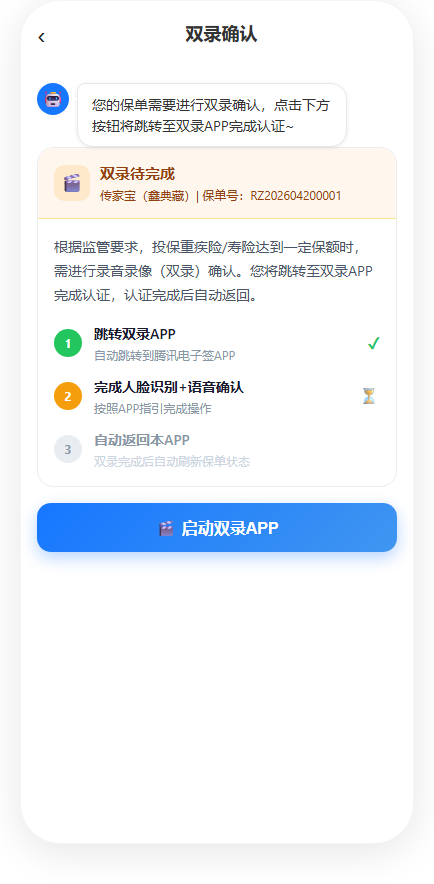 双录确认
您的保单需要进行双录确认，点击下方
按钮将跳转至双录APP完成认证~
双录待完成
传家宝（鑫典藏）| 保单号：RZ202604200001
根据监管要求，投保重疾险/寿险达到一定保额时，
需进行录音录像（双录）确认。您将跳转至双录APP
完成认证，认证完成后自动返回。
1 跳转双录APP
自动跳转到腾讯电子签APP
2 完成人脸识别+语音确认
按照APP指引完成操作
3 自动返回本APP
双录完成后自动刷新保单状态
启动双录APP